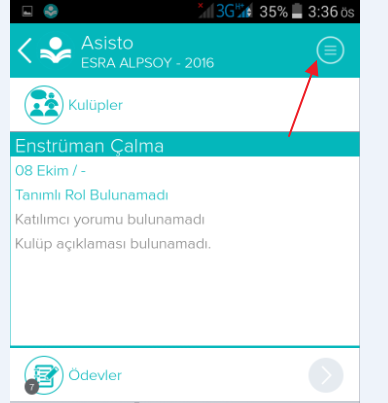 3G 35% 3:36 ös
Asisto
ESRA ALPSOY - 2016
Kulüpler
Enstrüman Çalma
08 Ekim / -
Tanımlı Rol Bulunamadı
Katılımcı yorumu bulunamadı
Kulüp açıklaması bulunamadı.
7
Ödevler